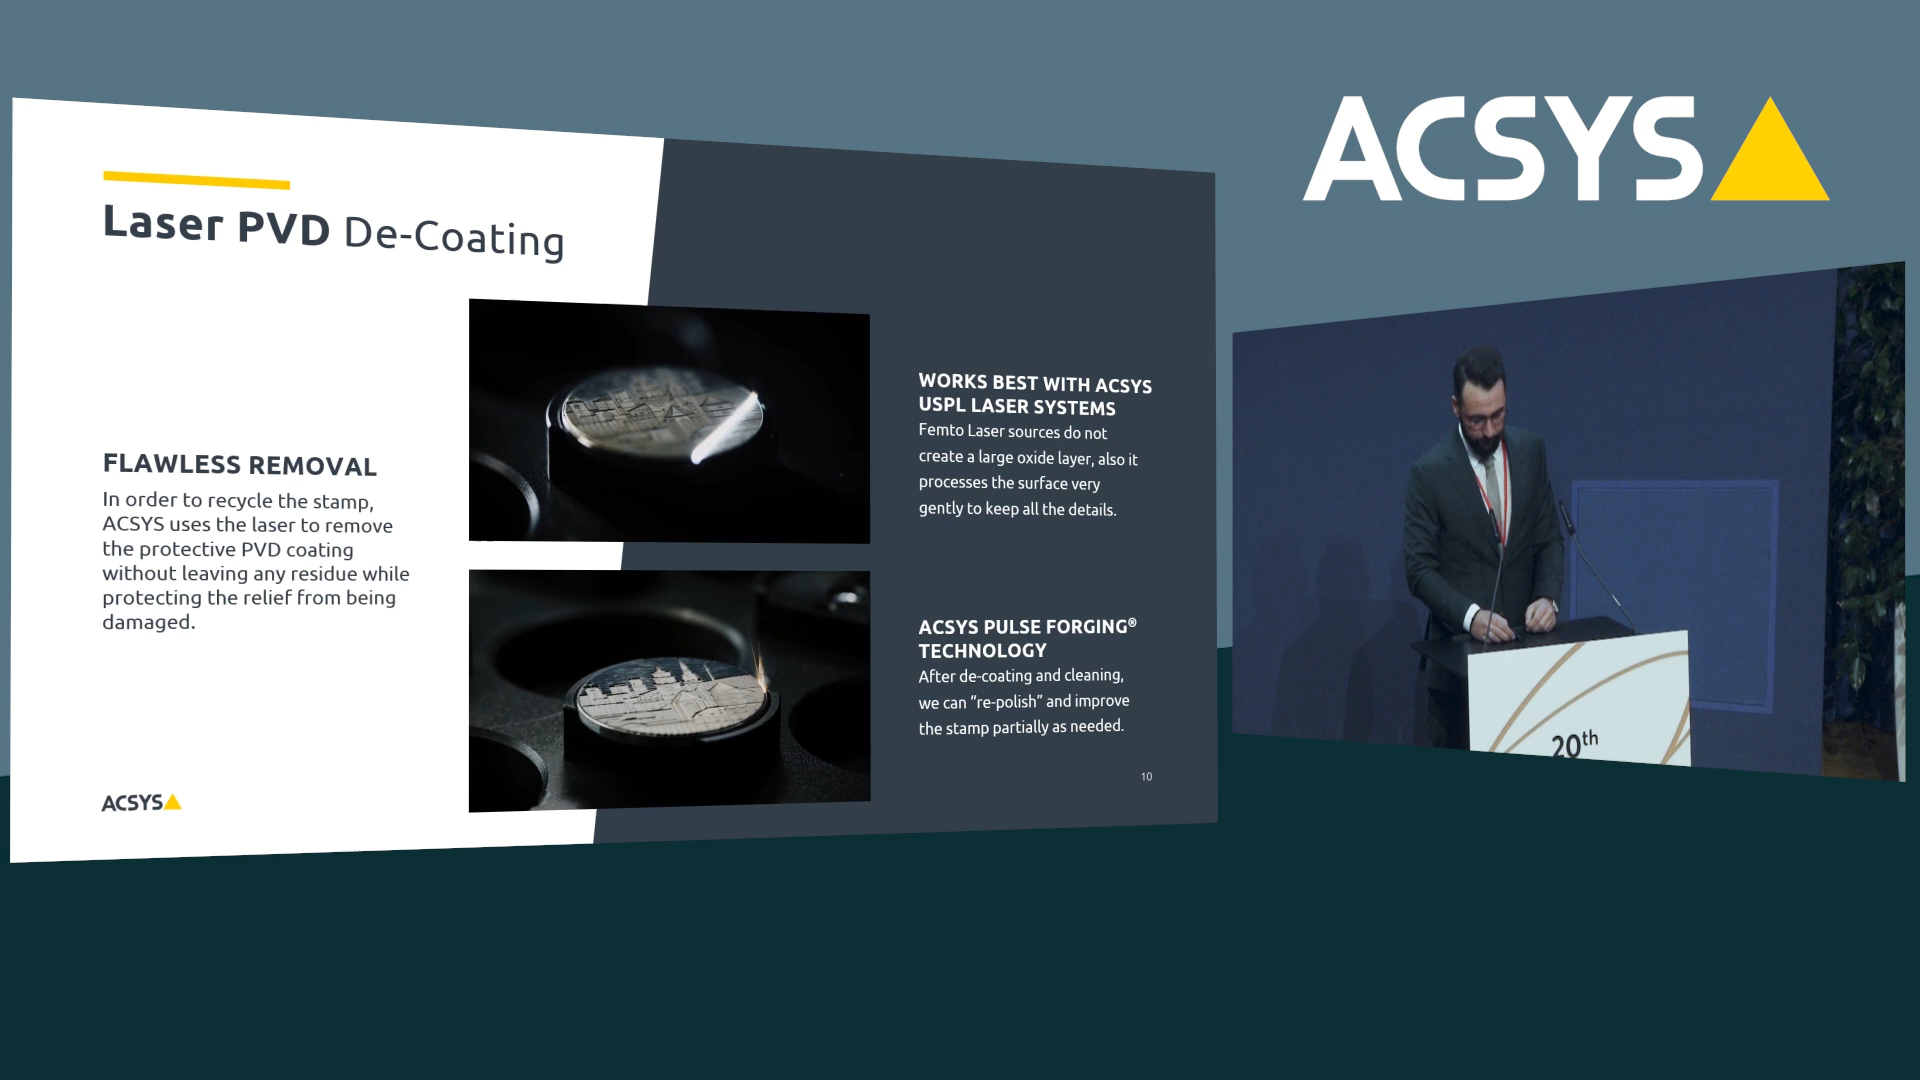 ACSYS
Laser PVD De-Coating
FLAWLESS REMOVAL
In order to recycle the stamp,
ACSYS uses the laser to remove
the protective PVD coating
without leaving any residue while
protecting the relief from being
damaged.
WORKS BEST WITH ACSYS
USPL LASER SYSTEMS
Femto Laser sources do not
create a large oxide layer, also it
processes the surface very
gently to keep all the details.
ACSYS PULSE FORGING®
TECHNOLOGY
After de-coating and cleaning,
we can “re-polish” and improve
the stamp partially as needed.
10
ACSYS
20th